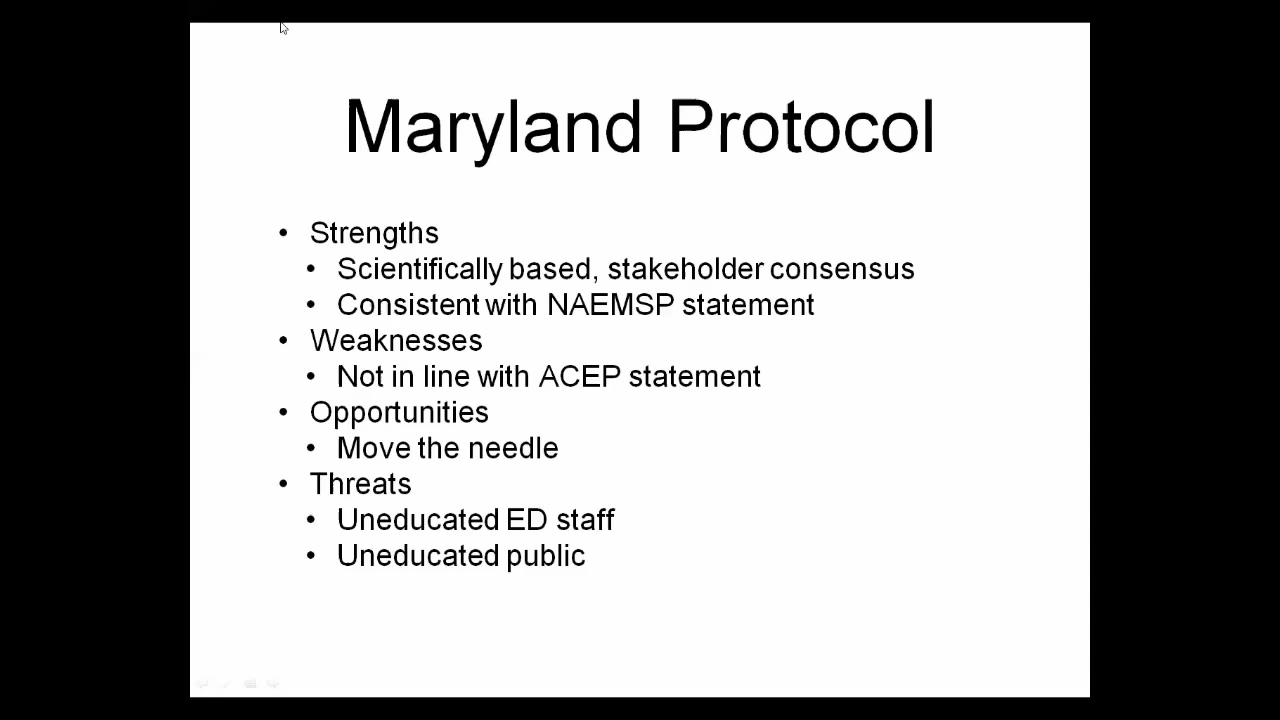 Maryland Protocol
• Strengths
• Scientifically based, stakeholder consensus
• Consistent with NAEMSP statement
• Weaknesses
• Not in line with ACEP statement
• Opportunities
• Move the needle
• Threats
• Uneducated ED staff
• Uneducated public